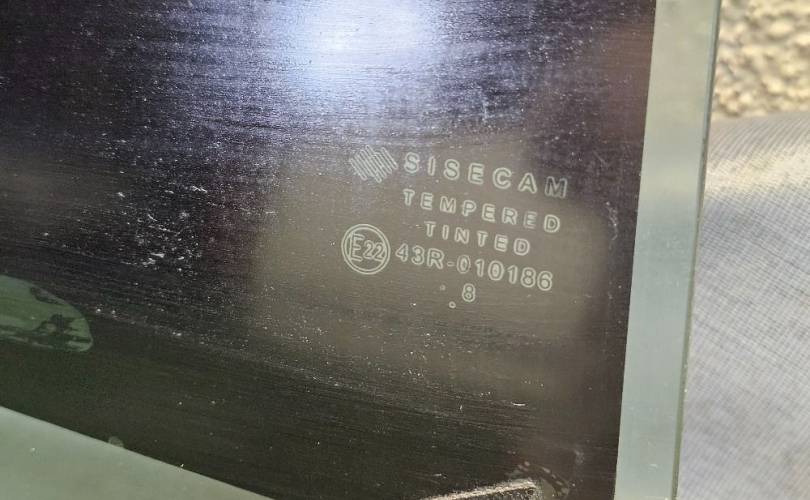 SISECAM
TEMPERED
TINTED
E22 43R-010186
8